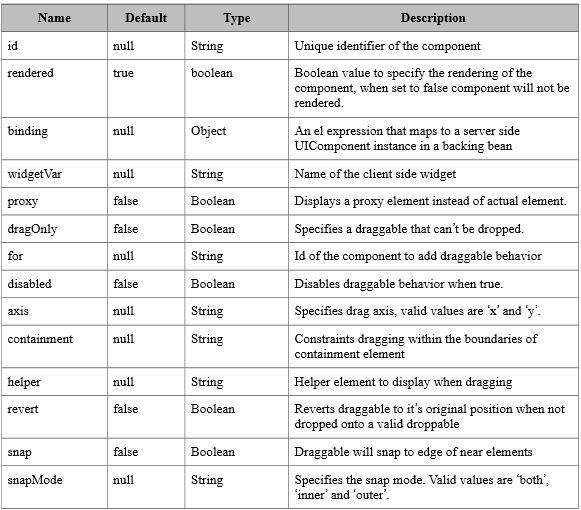 Name Default Type Description
id null String Unique identifier of the component
rendered true boolean Boolean value to specify the rendering of the
component, when set to false component will not be
rendered.
binding null Object An el expression that maps to a server side
UIComponent instance in a backing bean
widgetVar null String Name of the client side widget
proxy false Boolean Displays a proxy element instead of actual element.
dragOnly false Boolean Specifies a draggable that can’t be dropped.
for null String Id of the component to add draggable behavior
disabled false Boolean Disables draggable behavior when true.
axis null String Specifies drag axis, valid values are ‘x’ and ‘y’.
containment null String Constraints dragging within the boundaries of
containment element
helper null String Helper element to display when dragging
revert false Boolean Reverts draggable to it’s original position when not
dropped onto a valid droppable
snap false Boolean Draggable will snap to edge of near elements
snapMode null String Specifies the snap mode. Valid values are ‘both’,
‘inner’ and ‘outer’.